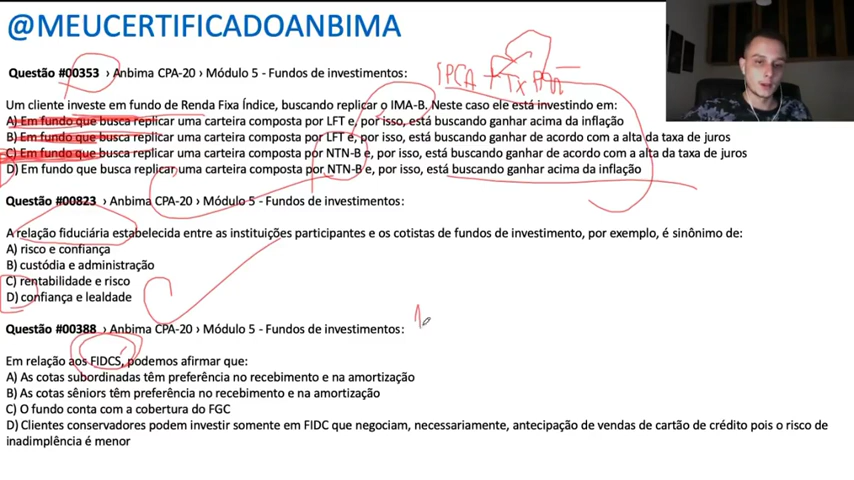 @MEUCERTIFICADOANBIMA
Questão #00353 › Anbima CPA-20 › Módulo 5 - Fundos de investimentos:
IPCA + Tx
Um cliente investe em fundo de Renda Fixa Índice, buscando replicar o IMA-B. Neste caso ele está investindo em:
A) Em fundo que busca replicar uma carteira composta por LFT e, por isso, está buscando ganhar acima da inflação
B) Em fundo que busca replicar uma carteira composta por LFT e, por isso, está buscando ganhar de acordo com a alta da taxa de juros
C) Em fundo que busca replicar uma carteira composta por NTN-B e, por isso, está buscando ganhar de acordo com a alta da taxa de juros
D) Em fundo que busca replicar uma carteira composta por NTN-B e, por isso, está buscando ganhar acima da inflação
Questão #00823 › Anbima CPA-20 › Módulo 5 - Fundos de investimentos:
A relação fiduciária estabelecida entre as instituições participantes e os cotistas de fundos de investimento, por exemplo, é sinônimo de:
A) risco e confiança
B) custódia e administração
C) rentabilidade e risco
D) confiança e lealdade
Questão #00388 › Anbima CPA-20 › Módulo 5 - Fundos de investimentos:
Em relação aos FIDCS, podemos afirmar que:
A) As cotas subordinadas têm preferência no recebimento e na amortização
B) As cotas sêniors têm preferência no recebimento e na amortização
C) O fundo conta com a cobertura do FGC
D) Clientes conservadores podem investir somente em FIDC que negociam, necessariamente, antecipação de vendas de cartão de crédito pois o risco de
inadimplência é menor